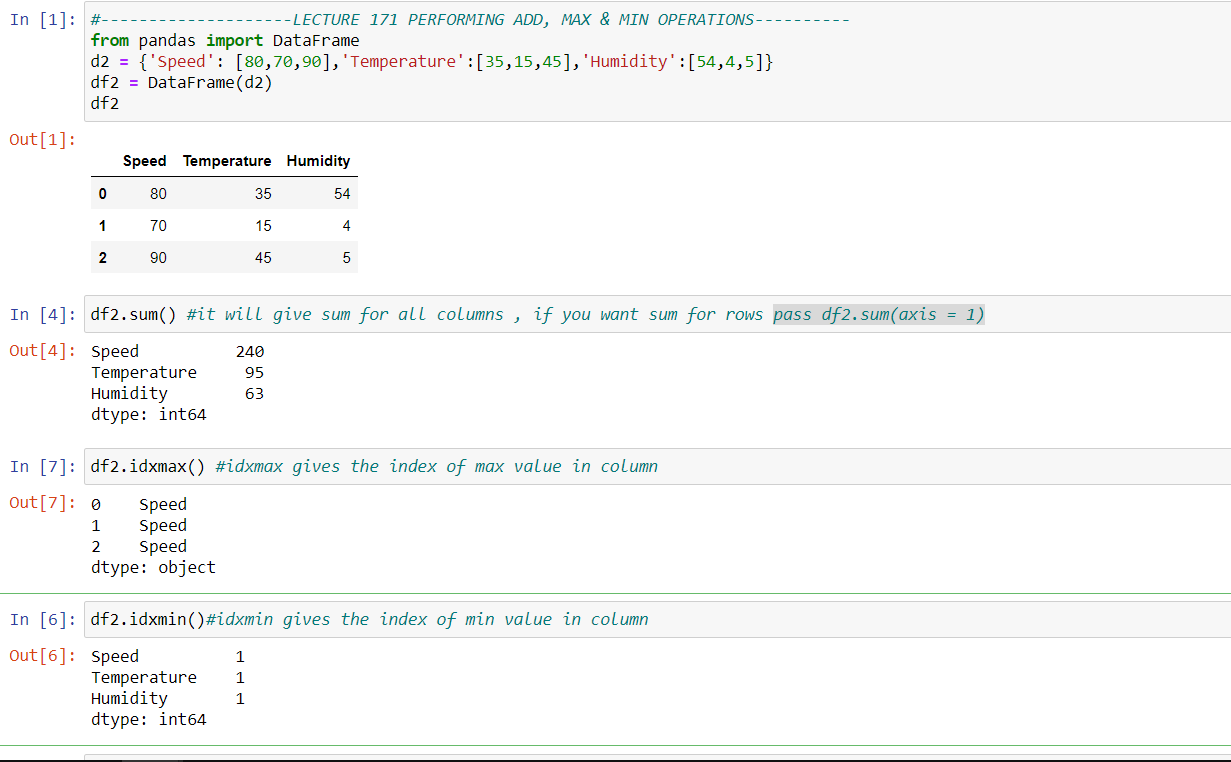 In [1]: #--------------------LECTURE 171 PERFORMING ADD, MAX & MIN OPERATIONS----------
from pandas import DataFrame
d2 = {'Speed': [80,70,90],'Temperature':[35,15,45],'Humidity':[54,4,5]}
df2 = DataFrame(d2)
df2
Out[1]:
Speed Temperature Humidity
0 80 35 54
1 70 15 4
2 90 45 5
In [4]: df2.sum() #it will give sum for all columns , if you want sum for rows pass df2.sum(axis = 1)
Out[4]: Speed 240
Temperature 95
Humidity 63
dtype: int64
In [7]: df2.idxmax() #idxmax gives the index of max value in column
Out[7]: 0 Speed
1 Speed
2 Speed
dtype: object
In [6]: df2.idxmin()#idxmin gives the index of min value in column
Out[6]: Speed 1
Temperature 1
Humidity 1
dtype: int64